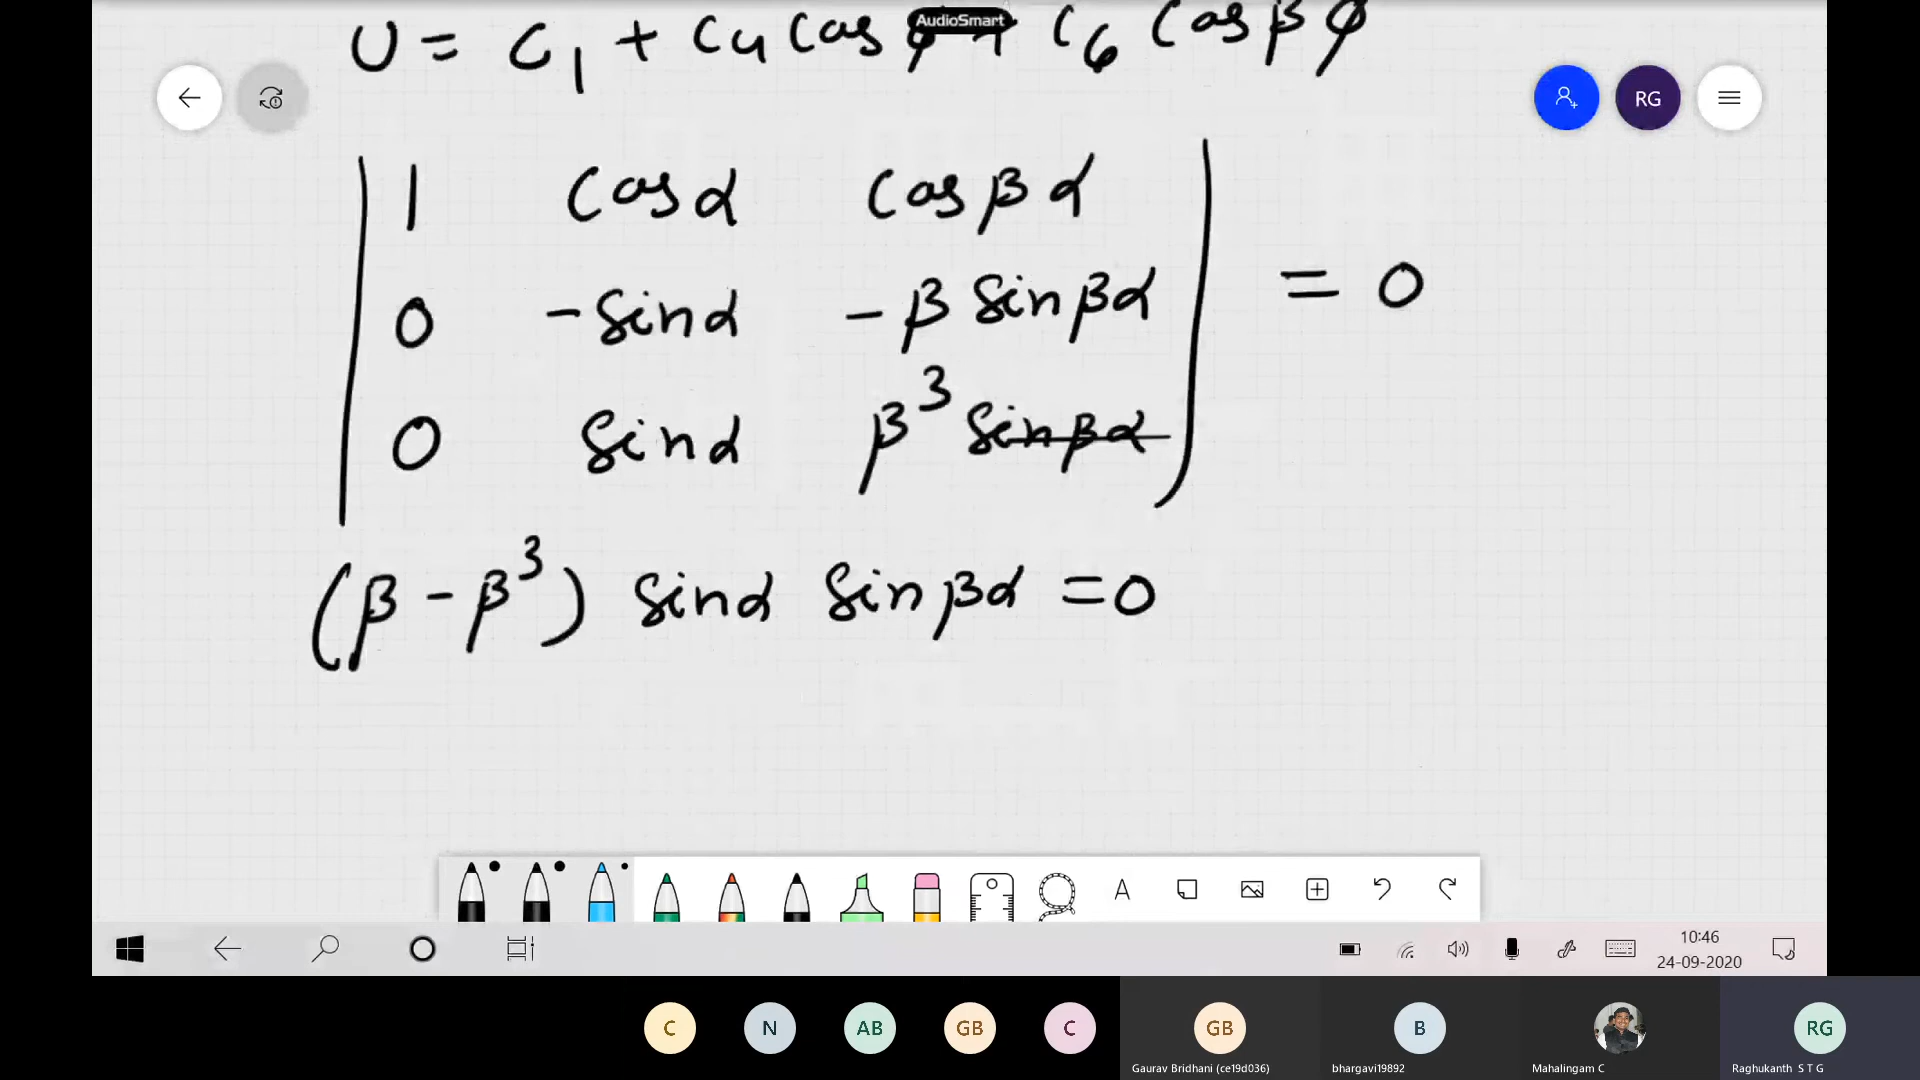 AudioSmart
U = C₁ + C₄ Cos φ + C₆ Cos β φ
RG
| 1 Cos α Cos β α |
| 0 - Sin α - β Sin β α | = 0
| 0 Sin α β³ Sin β α |
(β - β³) Sin α Sin β α = 0
A
10:46
24-09-2020
C N AB GB C GB B RG
Gaurav Bridhani (ce19d036) bhargavi19892 Mahalingam C Raghukanth S T G